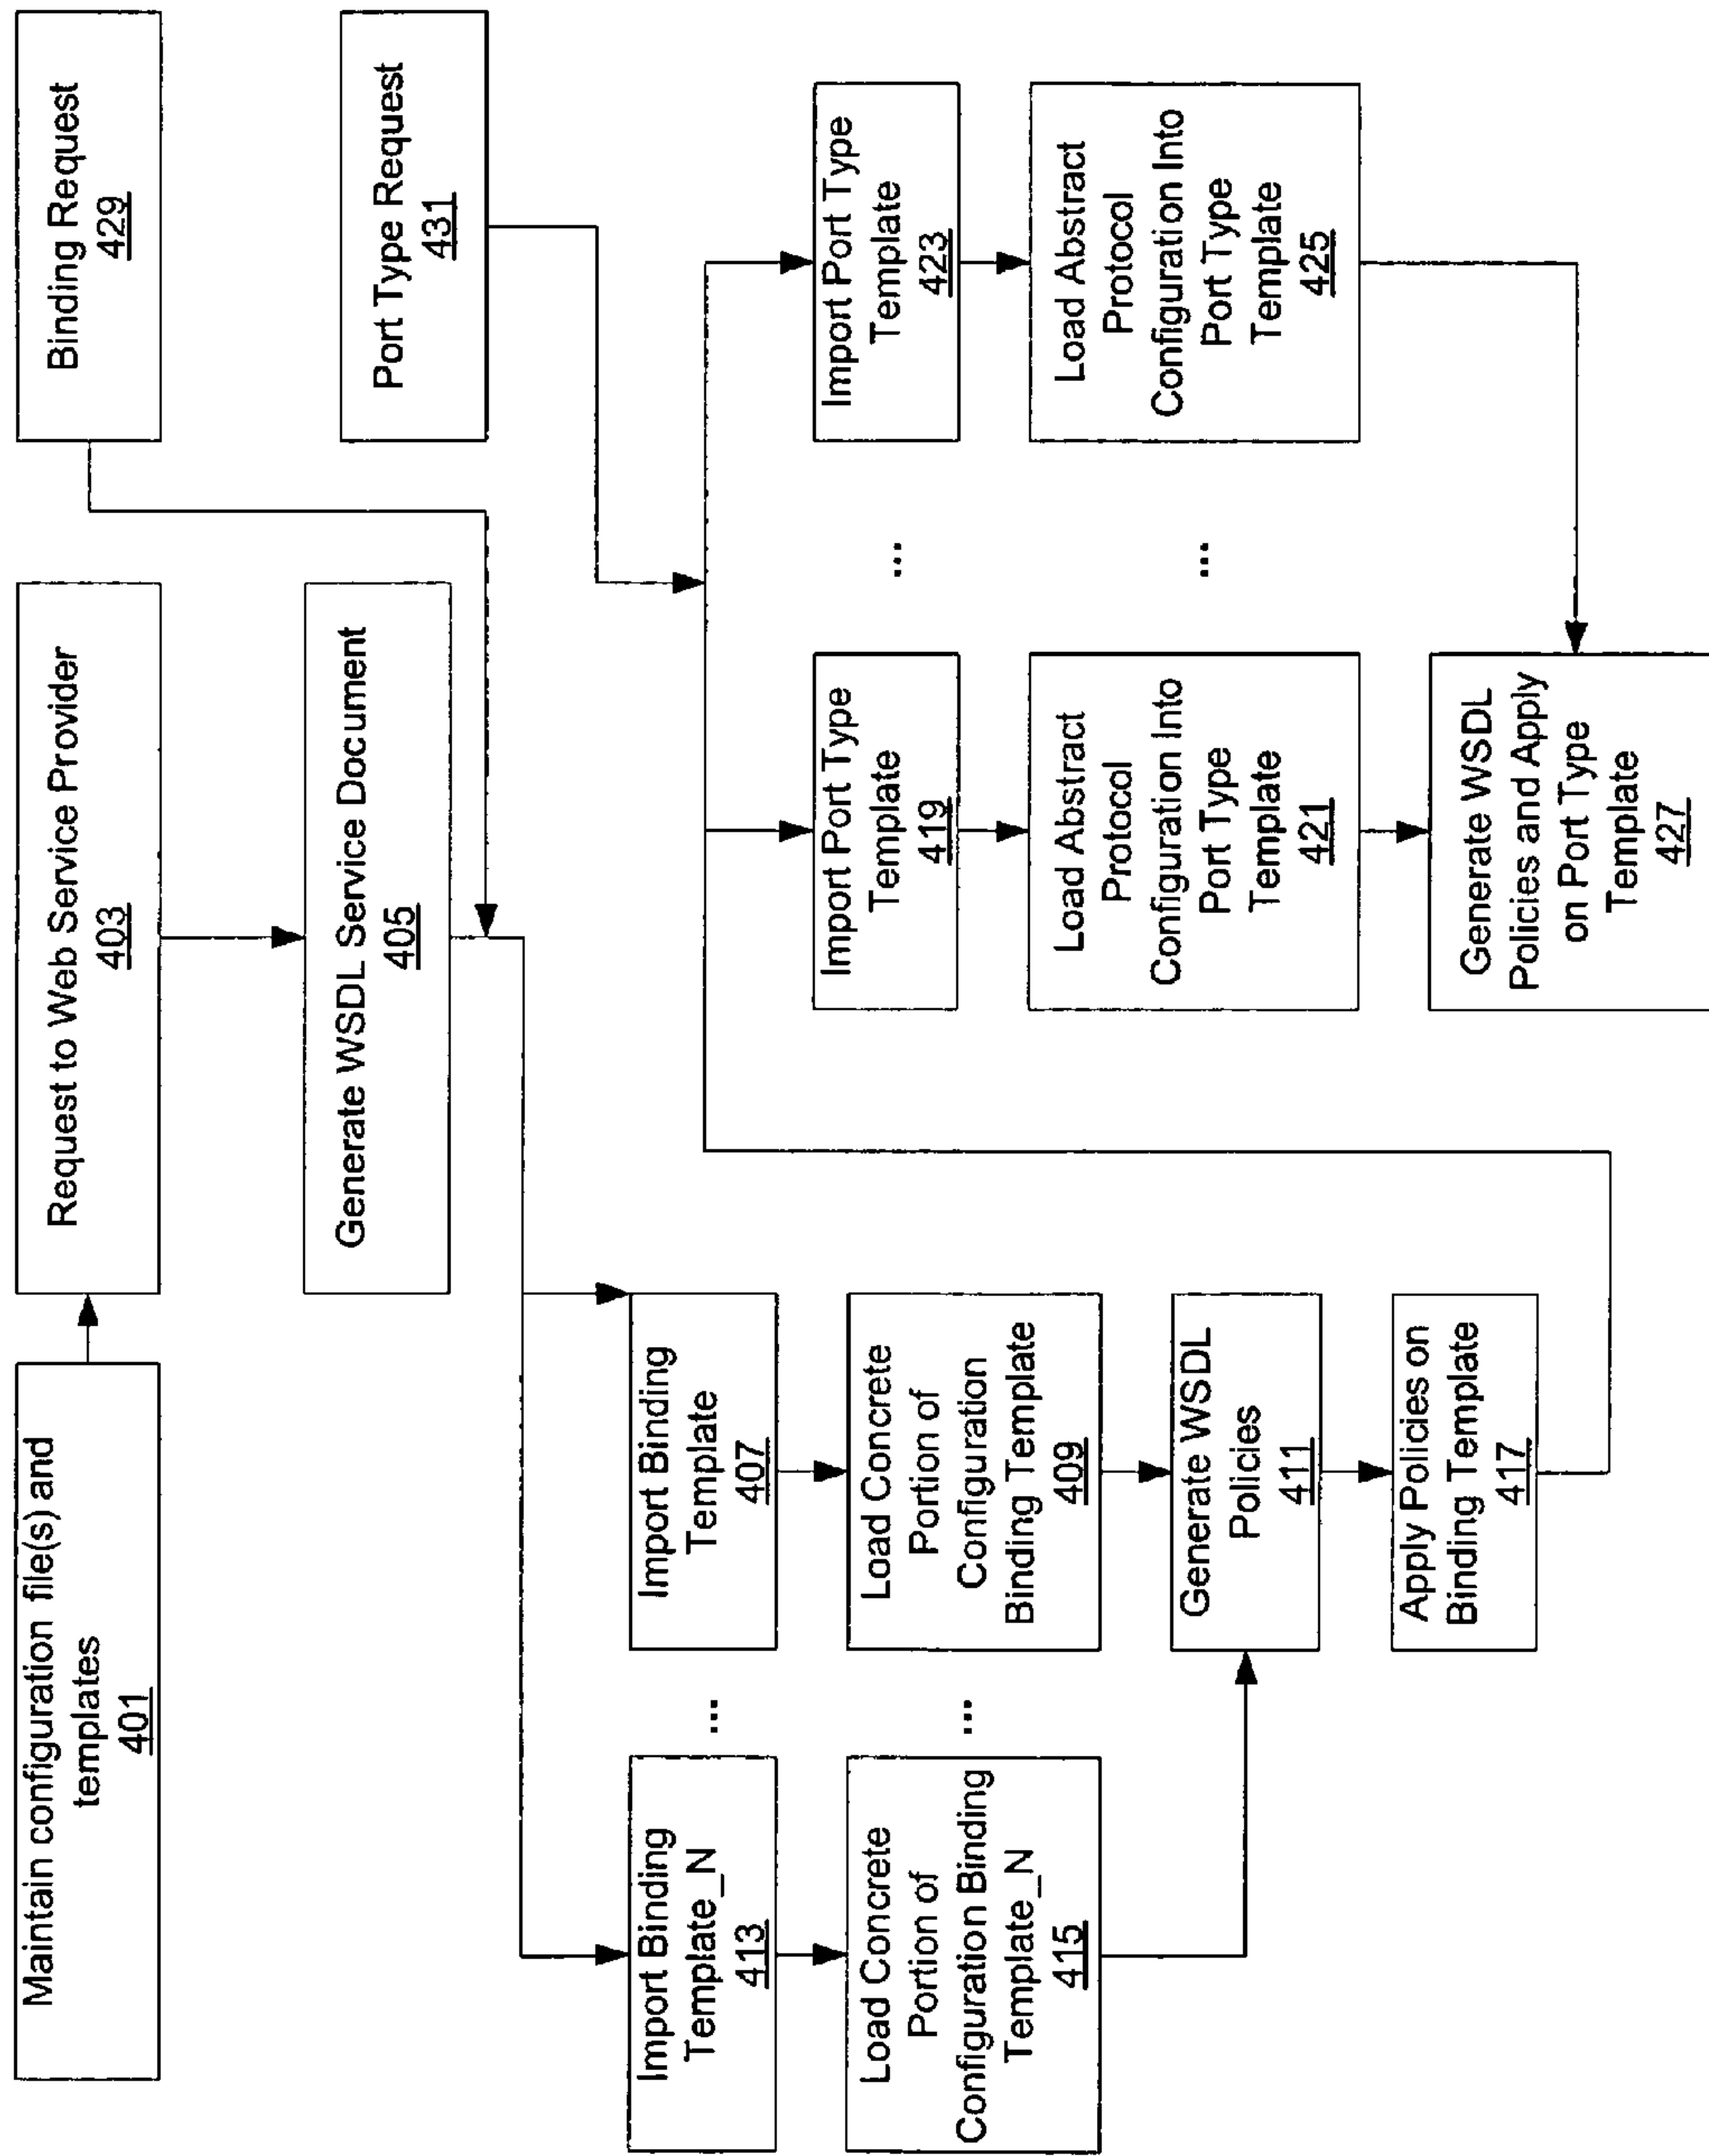 Maintain configuration file(s) and
templates
401
Request to Web Service Provider
403
Binding Request
429
Generate WSDL Service Document
405
Port Type Request
431
Import Binding
Template_N
413
...
Import Binding
Template
407
Load Concrete
Portion of
Configuration Binding
Template_N
415
...
Load Concrete
Portion of
Configuration
Binding Template
409
Generate WSDL
Policies
411
Apply Policies on
Binding Template
417
Import Port Type
Template
419
...
Import Port Type
Template
423
Load Abstract
Protocol
Configuration Into
Port Type
Template
421
...
Load Abstract
Protocol
Configuration Into
Port Type
Template
425
Generate WSDL
Policies and Apply
on Port Type
Template
427